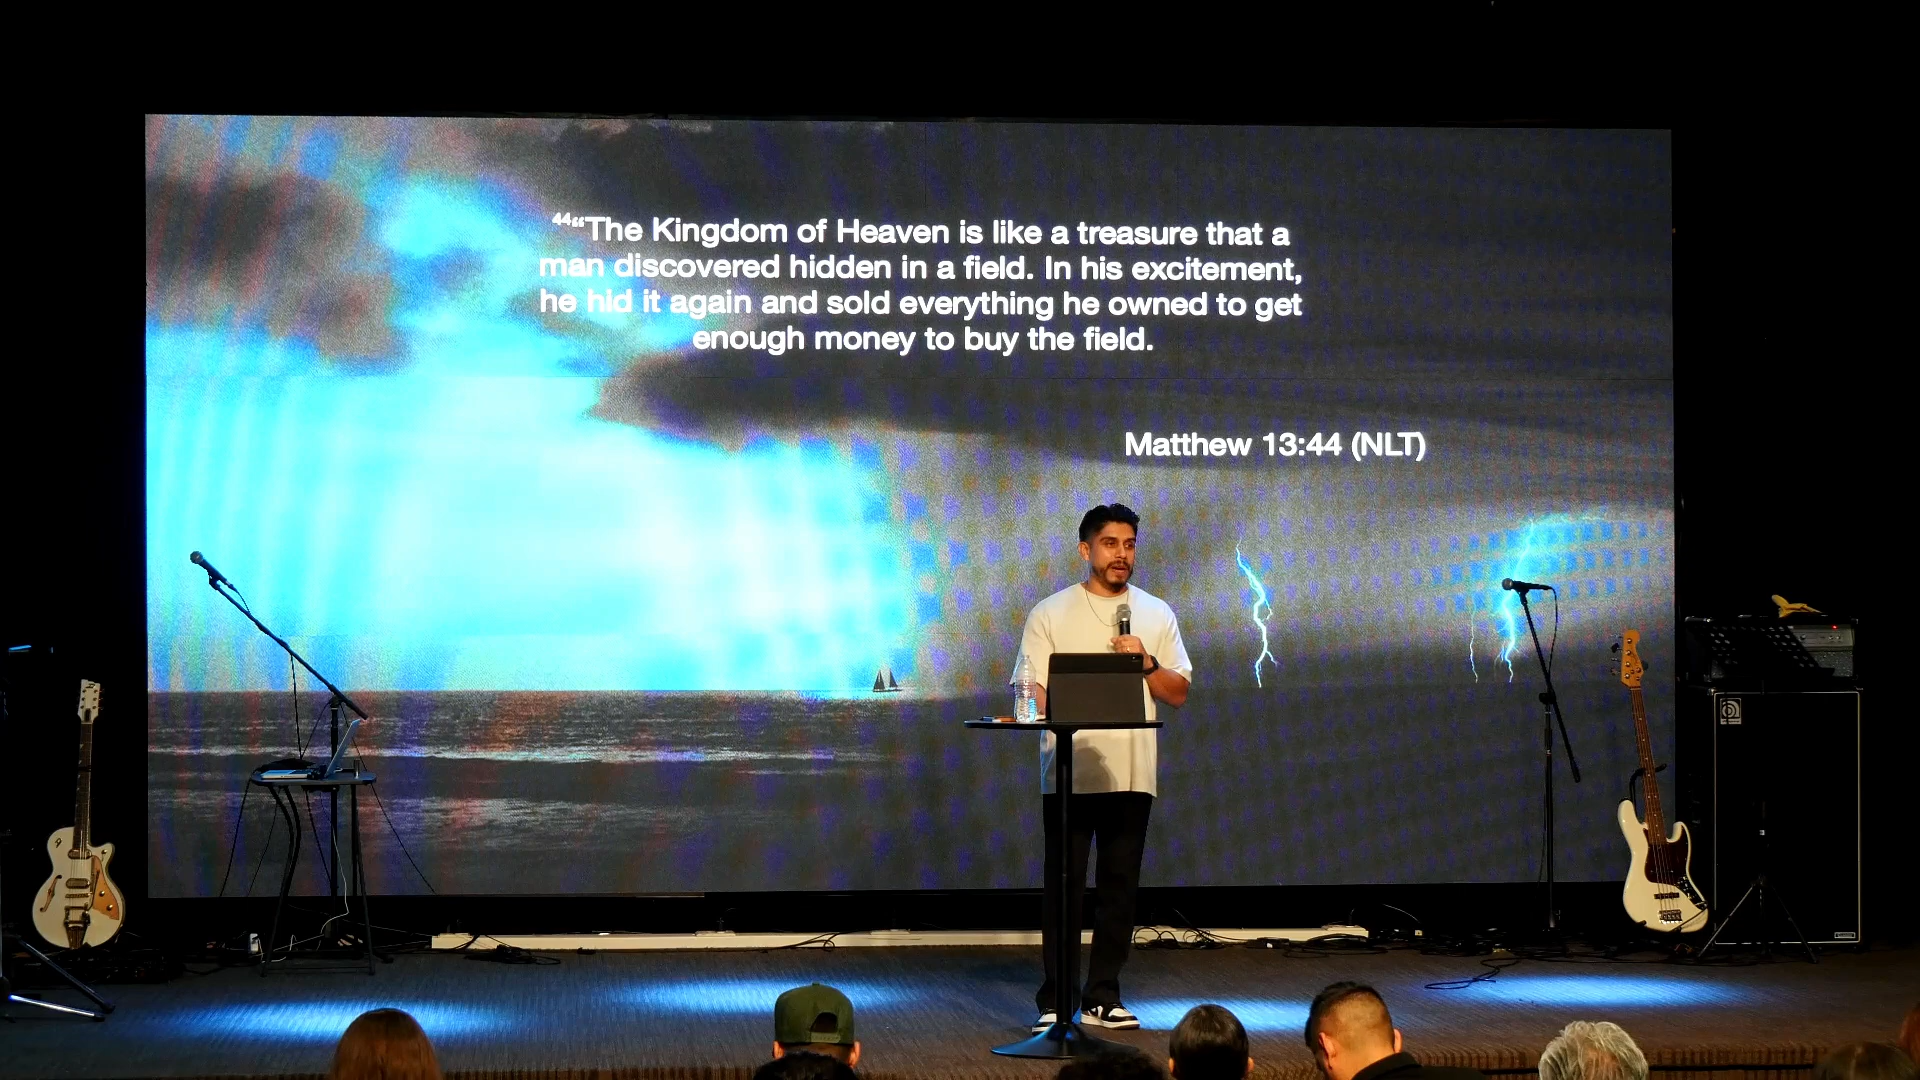 ⁴⁴“The Kingdom of Heaven is like a treasure that a
man discovered hidden in a field. In his excitement,
he hid it again and sold everything he owned to get
enough money to buy the field.
Matthew 13:44 (NLT)